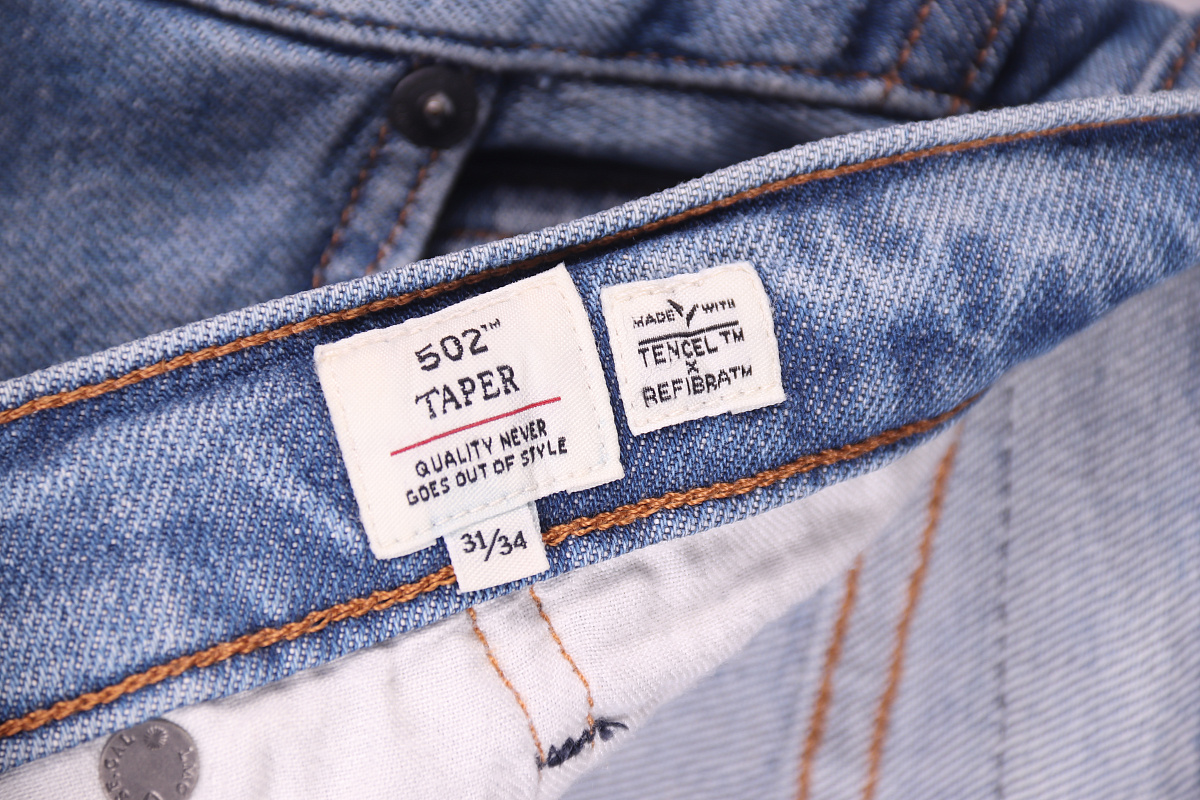 502™
TAPER
QUALITY NEVER
GOES OUT OF STYLE
31/34
MADE WITH
TENCEL™
X
REFIBRA™